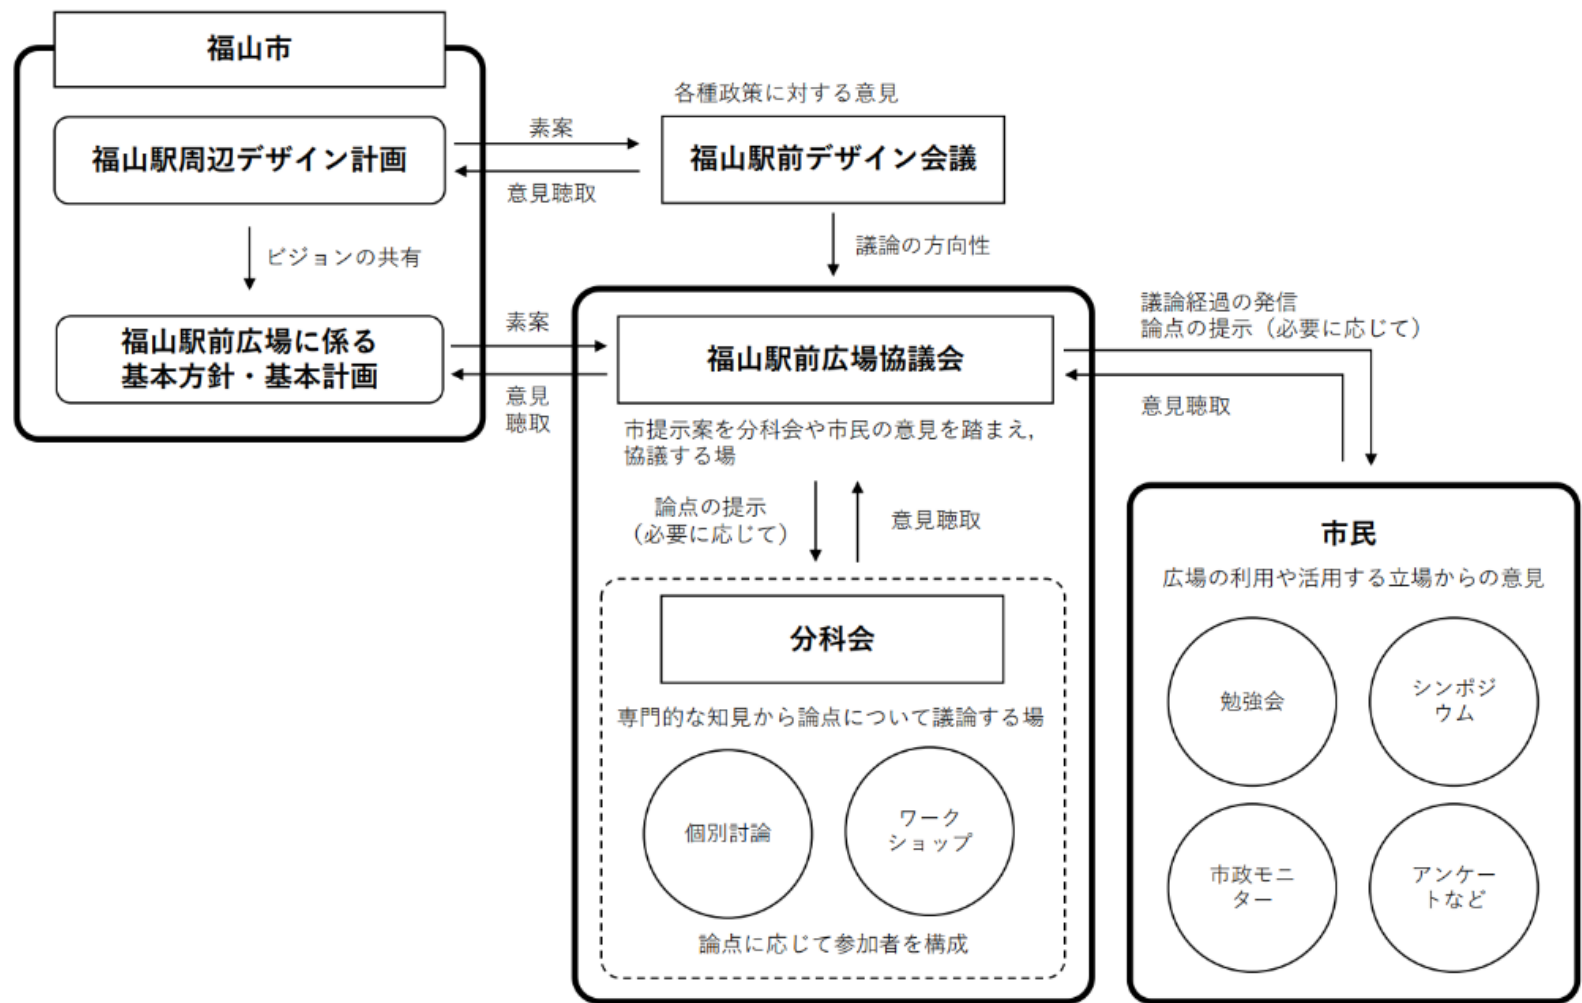 福山市
福山駅周辺デザイン計画
ビジョンの共有
福山駅前広場に係る
基本方針・基本計画
素案
意見聴取
各種政策に対する意見
福山駅前デザイン会議
議論の方向性
素案
意見
聴取
福山駅前広場協議会
市提示案を分科会や市民の意見を踏まえ，
協議する場
論点の提示
（必要に応じて）
意見聴取
分科会
専門的な知見から論点について議論する場
個別討論
ワーク
ショップ
論点に応じて参加者を構成
議論経過の発信
論点の提示（必要に応じて）
意見聴取
市民
広場の利用や活用する立場からの意見
勉強会
シンポジ
ウム
市政モニ
ター
アンケー
トなど